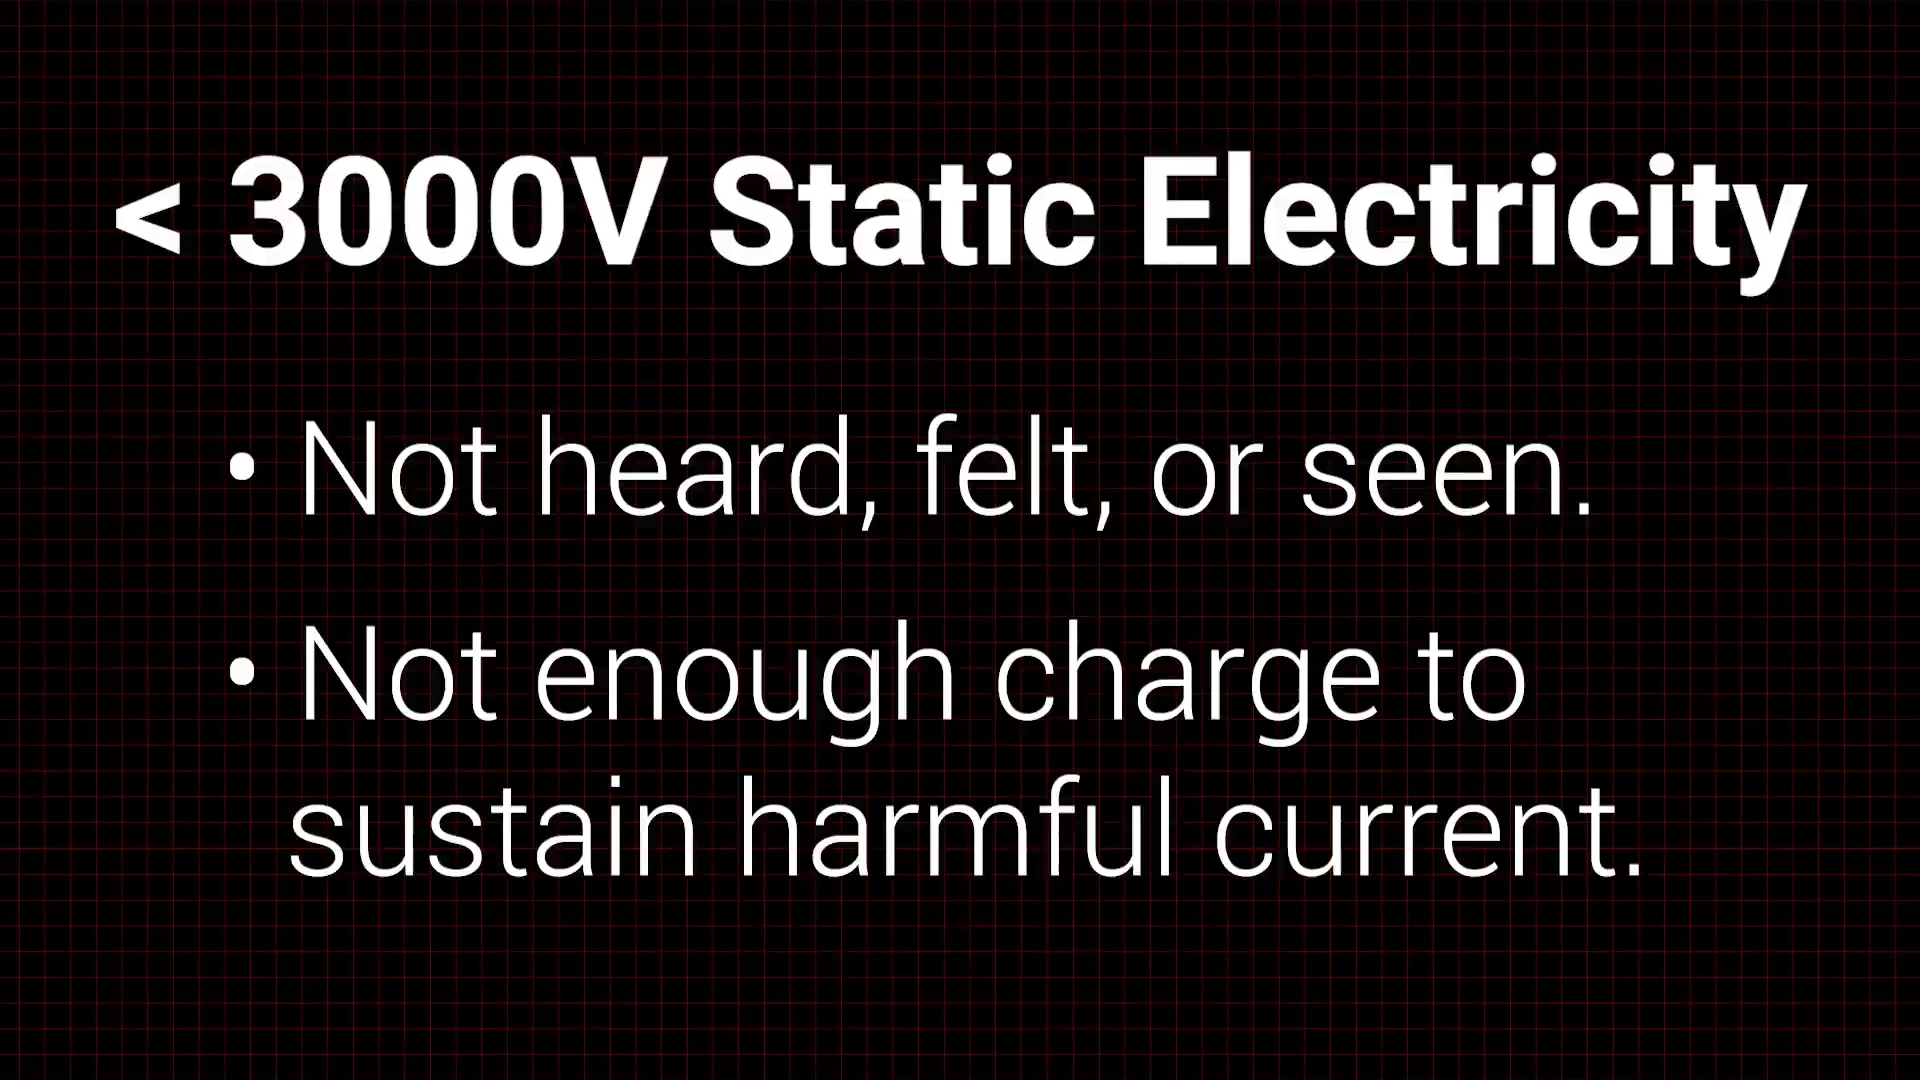 < 3000V Static Electricity
• Not heard, felt, or seen.
• Not enough charge to
sustain harmful current.